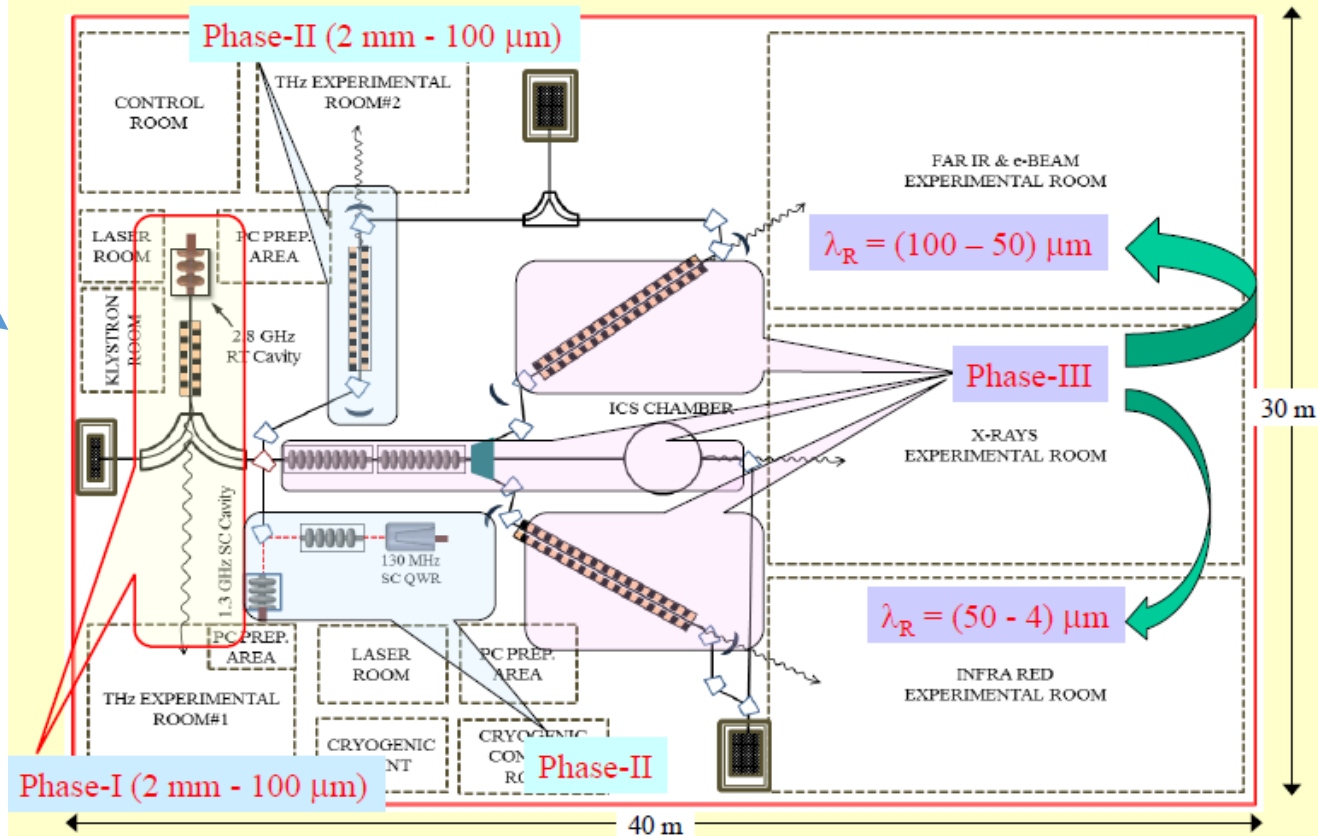 Phase-II (2 mm - 100 μm)
CONTROL
ROOM
THz EXPERIMENTAL
ROOM#2
FAR IR & e-BEAM
EXPERIMENTAL ROOM
λR = (100 – 50) μm
LASER
ROOM
PC PREP.
AREA
KLYSTRON
ROOM
2.8 GHz
RT Cavity
Phase-III
30 m
ICS CHAMBER
X-RAYS
EXPERIMENTAL ROOM
1.3 GHz SC Cavity
130 MHz
SC QWR
λR = (50 - 4) μm
INFRA RED
EXPERIMENTAL ROOM
PC PREP.
AREA
LASER
ROOM
PC PREP.
AREA
THz EXPERIMENTAL
ROOM#1
CRYOGENIC
CRYOGENIC
Phase-II
Phase-I (2 mm - 100 μm)
40 m